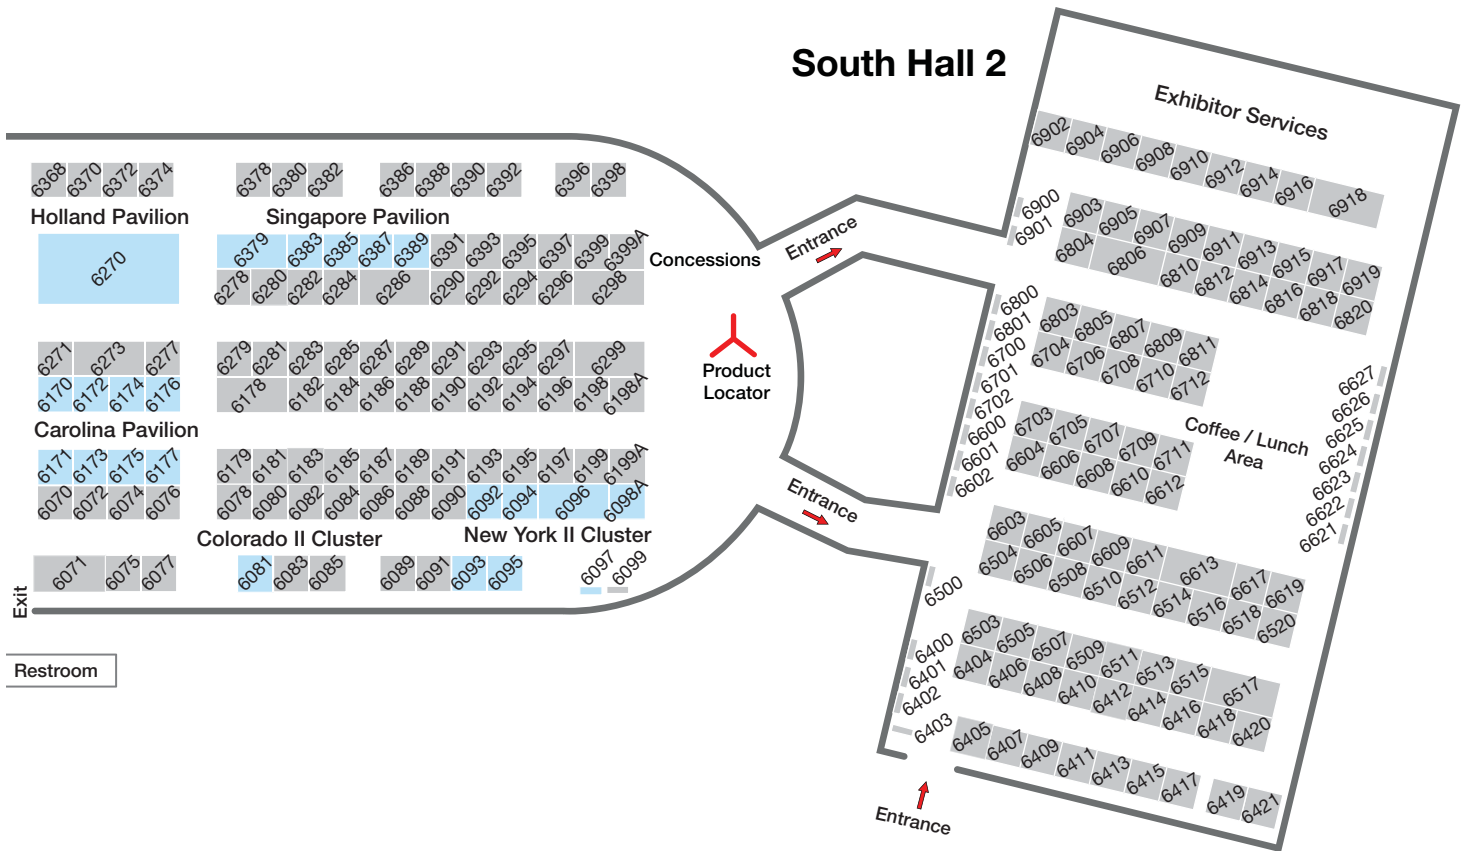 South Hall 2
Exhibitor Services
6902 6904 6906 6908 6910 6912 6914 6916 6918
6900
6901
6903 6905 6907 6909 6911 6913 6915 6917 6919
6804 6806 6810 6812 6814 6816 6818 6820
6368 6370 6372 6374 6378 6380 6382 6386 6388 6390 6392 6396 6398
Holland Pavilion Singapore Pavilion
6270
6379 6383 6385 6387 6389 6391 6393 6395 6397 6399 6399A
6278 6280 6282 6284 6286 6290 6292 6294 6296 6298
Concessions
Entrance
6271 6273 6277 6279 6281 6283 6285 6287 6289 6291 6293 6295 6297 6299
6170 6172 6174 6176 6178 6182 6184 6186 6188 6190 6192 6194 6196 6198 6198A
Product
Locator
Carolina Pavilion
6171 6173 6175 6177 6179 6181 6183 6185 6187 6189 6191 6193 6195 6197 6199 6199A
6070 6072 6074 6076 6078 6080 6082 6084 6086 6088 6090 6092 6094 6096 6098A
Colorado II Cluster New York II Cluster
6071 6075 6077 6081 6083 6085 6089 6091 6093 6095 6097 6099
Exit
Restroom
Entrance
6800
6801
6700
6701
6702
6600
6601
6602
6803 6805 6807 6809 6811
6704 6706 6708 6710 6712
6703 6705 6707 6709 6711
6604 6606 6608 6610 6612
Coffee / Lunch
Area
6627
6626
6625
6624
6623
6622
6621
6603 6605 6607 6609 6611 6613 6617 6619
6504 6506 6508 6510 6512 6514 6516 6518 6520
6500
6503 6505 6507 6509 6511 6513 6515 6517
6404 6406 6408 6410 6412 6414 6416 6418 6420
6400
6401
6402
6403
6405 6407 6409 6411 6413 6415 6417 6419 6421
Entrance